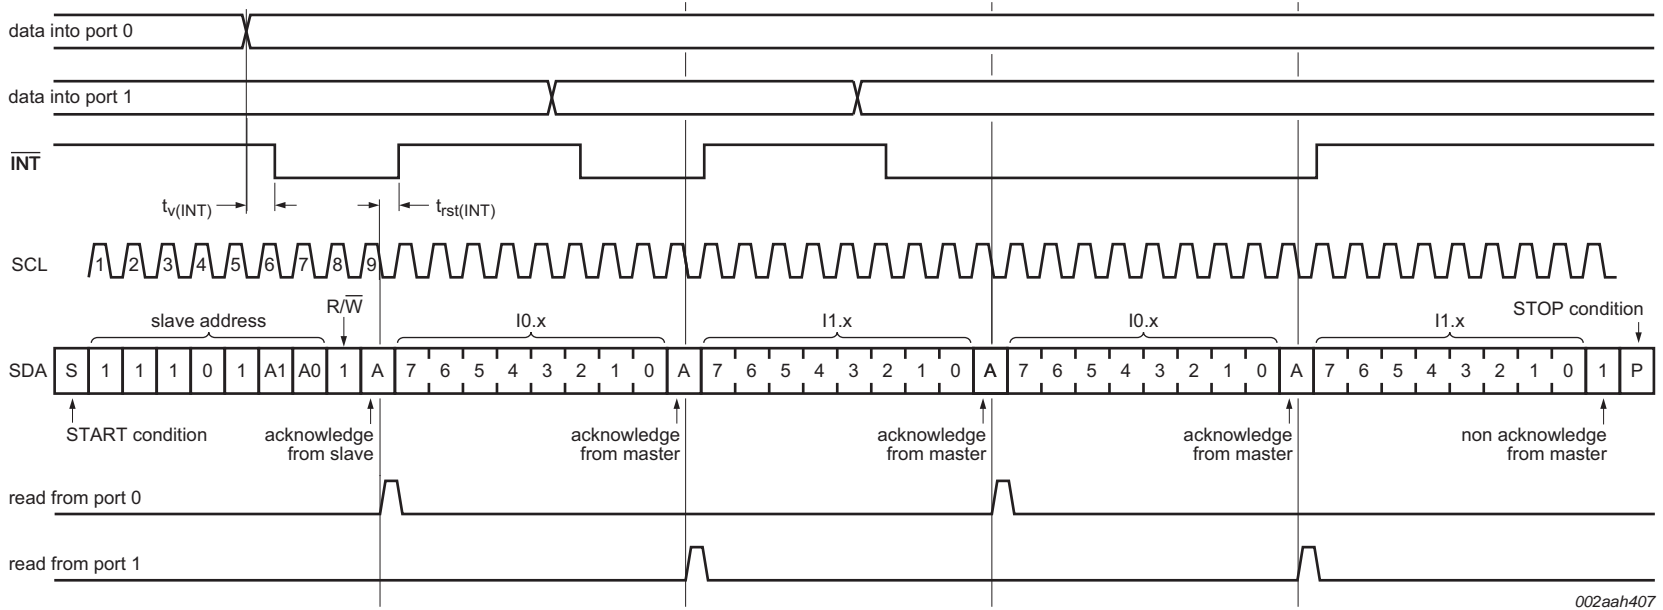 data into port 0
data into port 1
INT
tv(INT) trst(INT)
SCL 1 2 3 4 5 6 7 8 9
R/W STOP condition
slave address I0.x I1.x I0.x I1.x
SDA S 1 1 1 0 1 A1 A0 1 A 7 6 5 4 3 2 1 0 A 7 6 5 4 3 2 1 0 A 7 6 5 4 3 2 1 0 A 7 6 5 4 3 2 1 0 1 P
START condition acknowledge acknowledge acknowledge acknowledge non acknowledge
from slave from master from master from master from master
read from port 0
read from port 1
002aah407